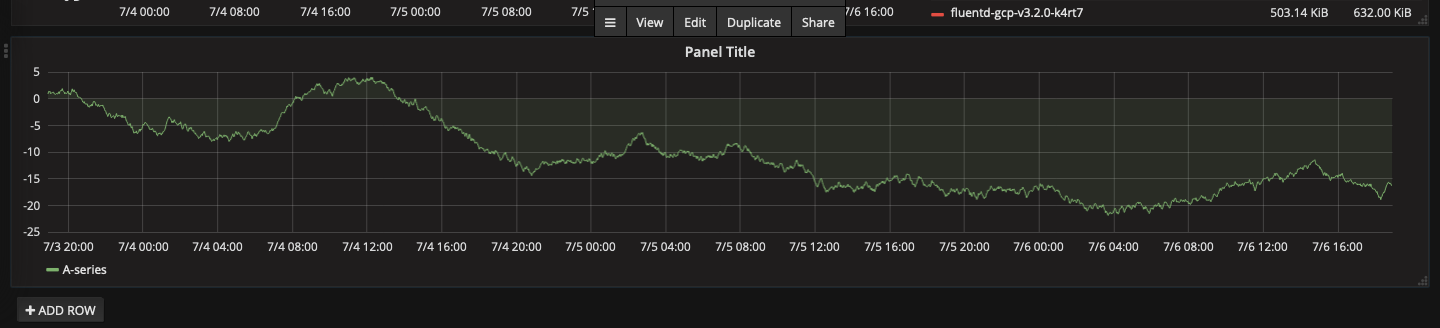 7/4 00:00 7/4 08:00 7/4 16:00 7/5 00:00 7/5 08:00 7/6 16:00 fluentd-gcp-v3.2.0-k4rt7 503.14 KiB 632.00 KiB
View Edit Duplicate Share
Panel Title
5
0
-5
-10
-15
-20
-25
7/3 20:00 7/4 00:00 7/4 04:00 7/4 08:00 7/4 12:00 7/4 16:00 7/4 20:00 7/5 00:00 7/5 04:00 7/5 08:00 7/5 12:00 7/5 16:00 7/5 20:00 7/6 00:00 7/6 04:00 7/6 08:00 7/6 12:00 7/6 16:00
A-series
+ ADD ROW